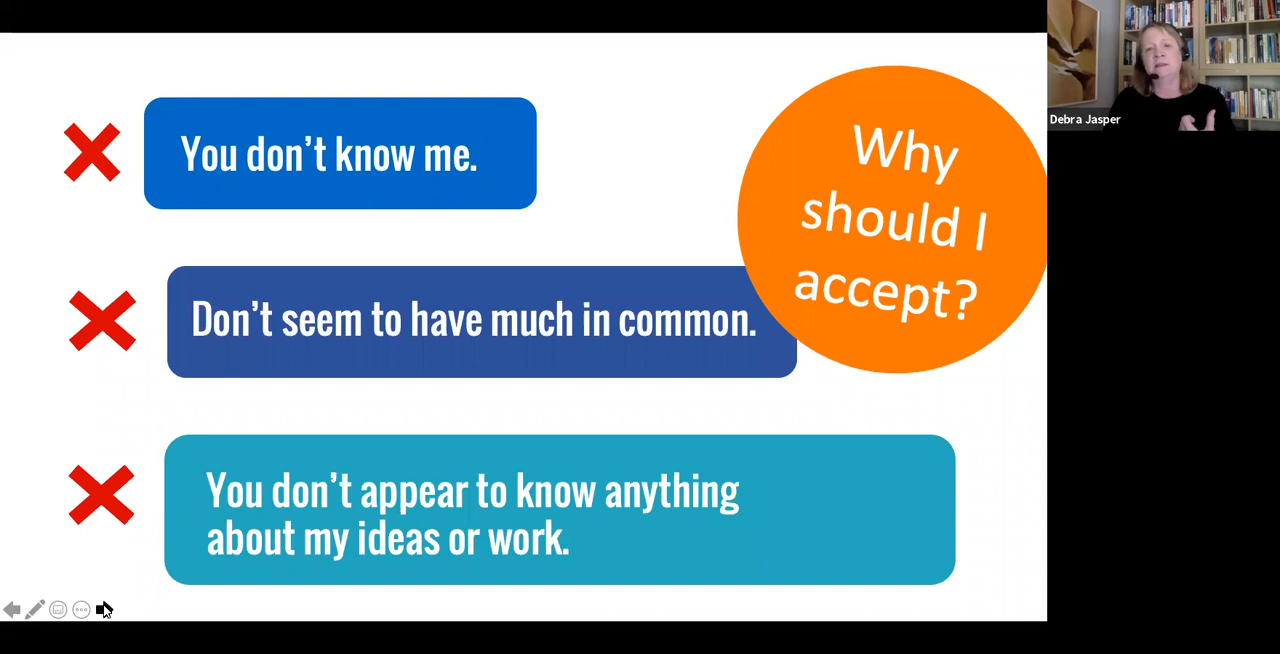 You don't know me.
Why
should I
accept?
Don't seem to have much in common.
You don't appear to know anything
about my ideas or work.
Debra Jasper